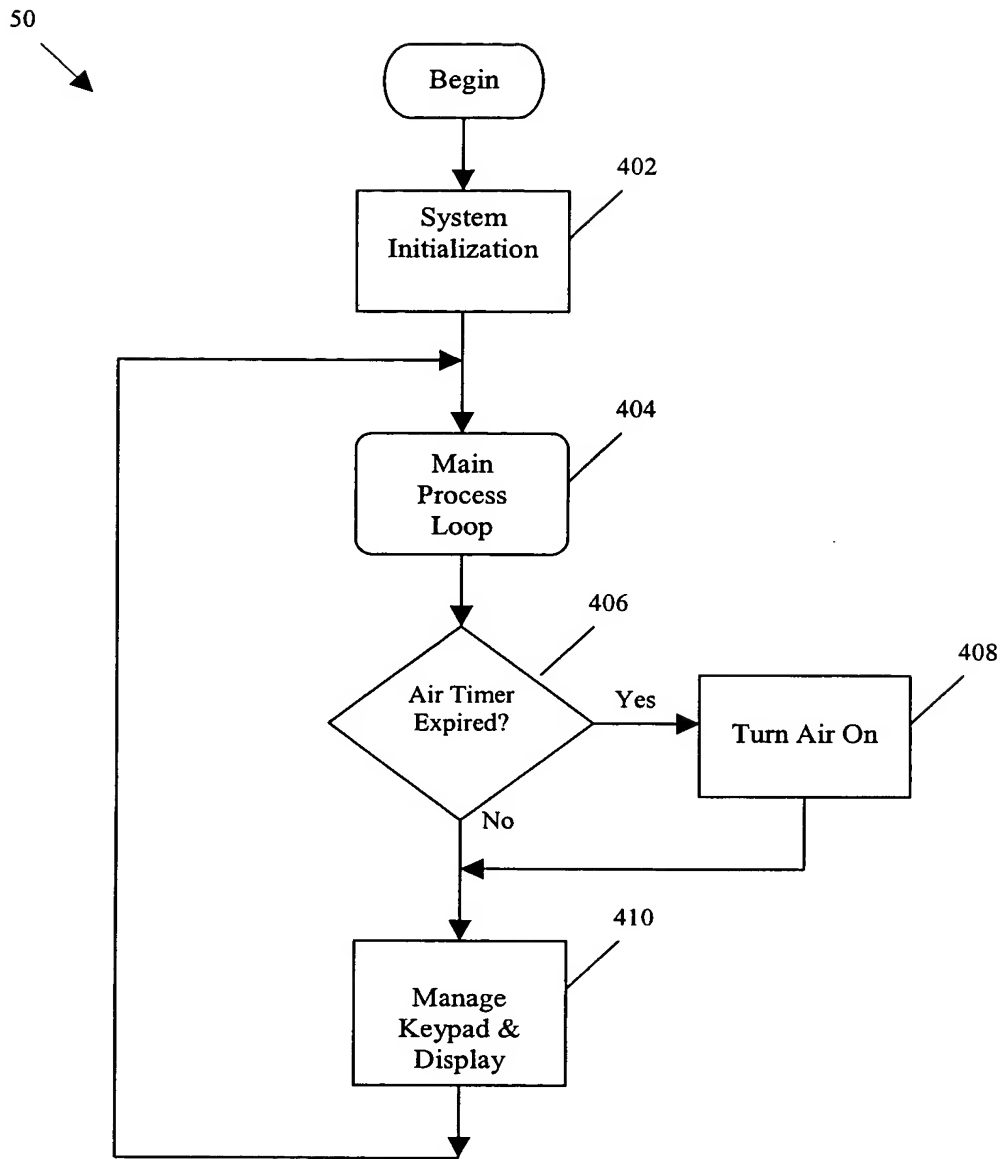 50
Begin
402
System
Initialization
404
Main
Process
Loop
406
Air Timer
Expired?
Yes
408
Turn Air On
No
410
Manage
Keypad &
Display